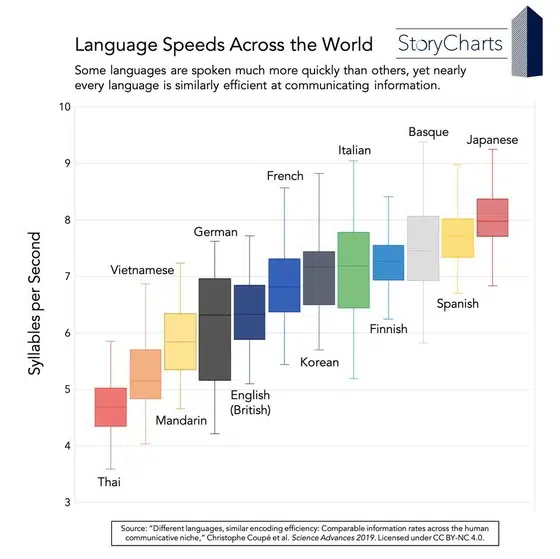 Language Speeds Across the World
StoryCharts
Some languages are spoken much more quickly than others, yet nearly
every language is similarly efficient at communicating information.
10
9
8
7
6
5
4
3
Syllables per Second
Thai
Vietnamese
Mandarin
German
English
(British)
French
Korean
Italian
Finnish
Basque
Spanish
Japanese
Source: “Different languages, similar encoding efficiency: Comparable information rates across the human
communicative niche,” Christophe Coupé et al. Science Advances 2019. Licensed under CC BY-NC 4.0.